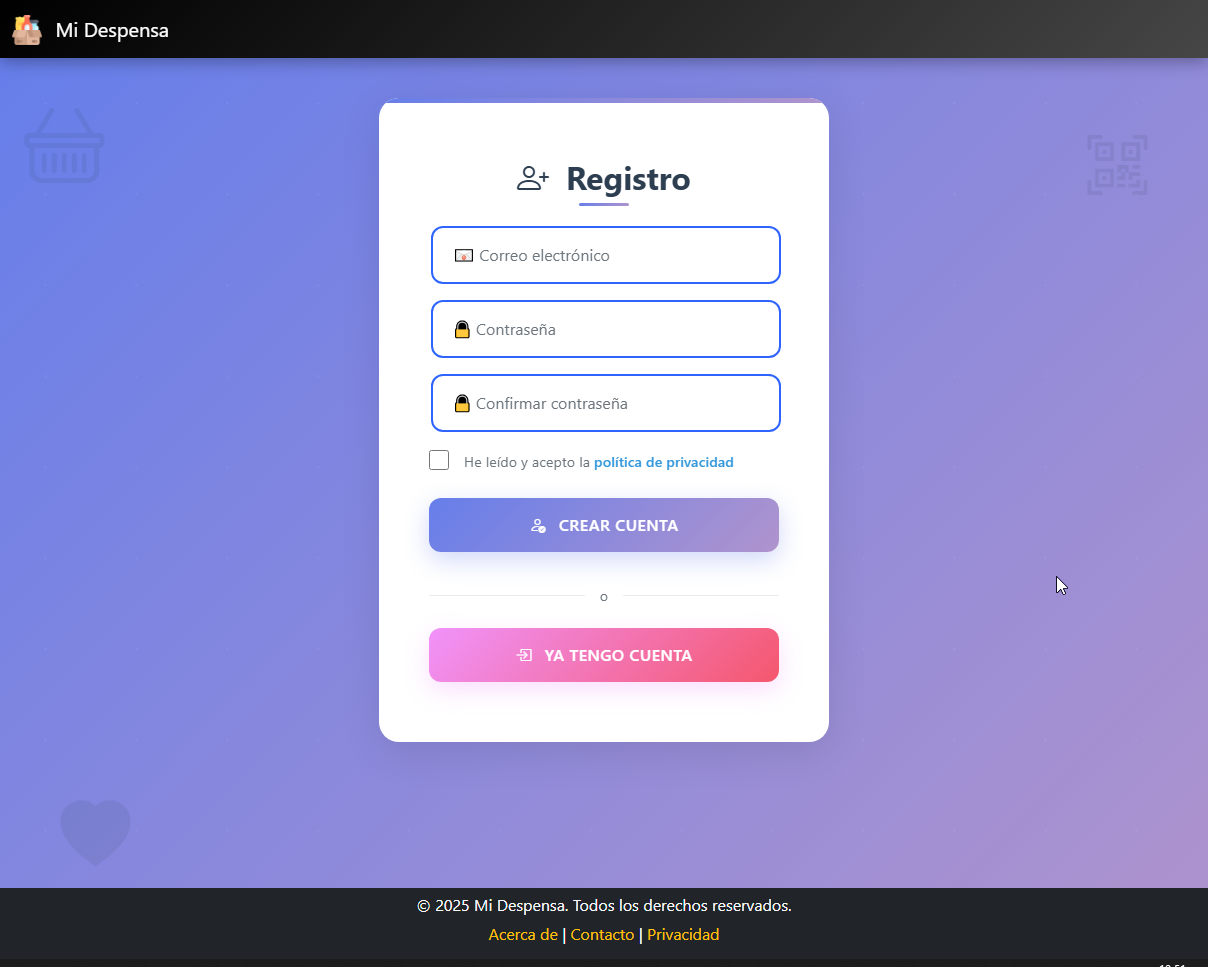 Mi Despensa
Registro
Correo electrónico
Contraseña
Confirmar contraseña
He leído y acepto la política de privacidad
CREAR CUENTA
o
YA TENGO CUENTA
© 2025 Mi Despensa. Todos los derechos reservados.
Acerca de | Contacto | Privacidad